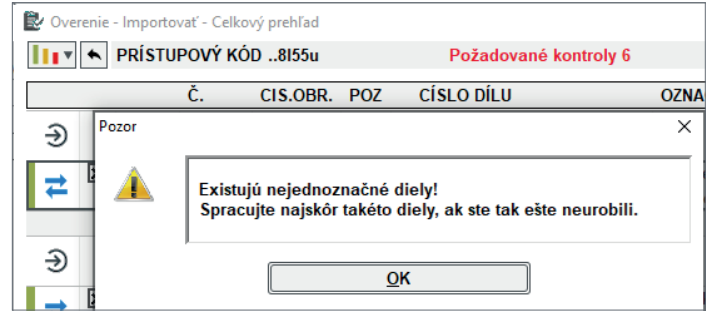 Overenie - Importovať - Celkový prehľad
PRÍSTUPOVÝ KÓD ..8I55u Požadované kontroly 6
Č. CIS.OBR. POZ CÍSLO DÍLU OZNA
Pozor
Existujú nejednoznačné diely!
Spracujte najskôr takéto diely, ak ste tak ešte neurobili.
OK